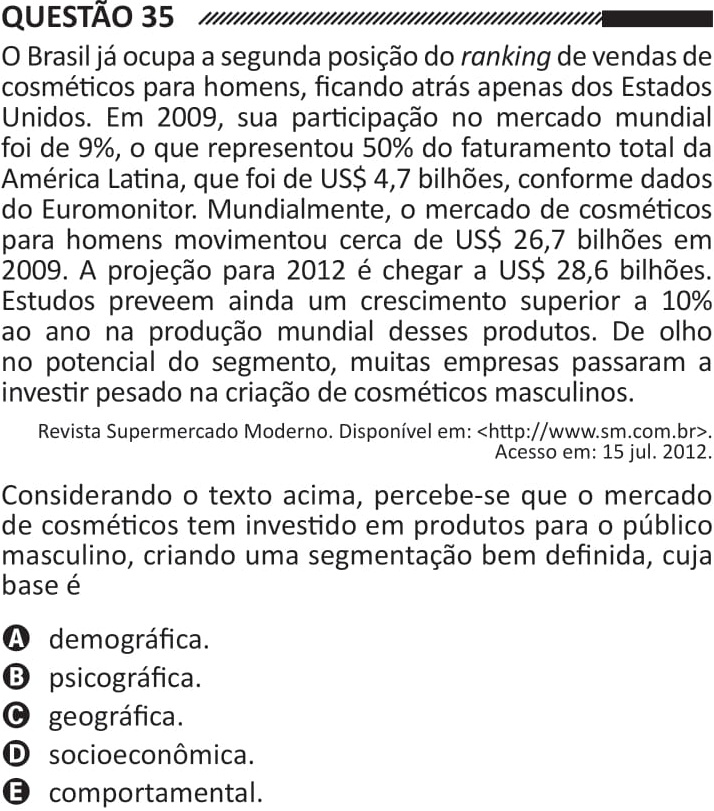 QUESTÃO 35
O Brasil já ocupa a segunda posição do ranking de vendas de
cosméticos para homens, ficando atrás apenas dos Estados
Unidos. Em 2009, sua participação no mercado mundial
foi de 9%, o que representou 50% do faturamento total da
América Latina, que foi de US$ 4,7 bilhões, conforme dados
do Euromonitor. Mundialmente, o mercado de cosméticos
para homens movimentou cerca de US$ 26,7 bilhões em
2009. A projeção para 2012 é chegar a US$ 28,6 bilhões.
Estudos preveem ainda um crescimento superior a 10%
ao ano na produção mundial desses produtos. De olho
no potencial do segmento, muitas empresas passaram a
investir pesado na criação de cosméticos masculinos.
Revista Supermercado Moderno. Disponível em: <http://www.sm.com.br>.
Acesso em: 15 jul. 2012.
Considerando o texto acima, percebe-se que o mercado
de cosméticos tem investido em produtos para o público
masculino, criando uma segmentação bem definida, cuja
base é
A demográfica.
B psicográfica.
C geográfica.
D socioeconômica.
E comportamental.